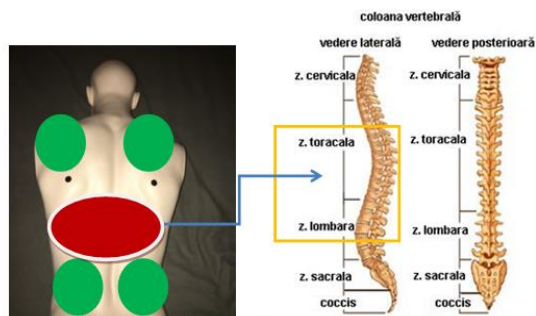 coloana vertebrală
vedere laterală
vedere posterioară
z. cervicala
z. toracala
z. lombara
z. sacrala
coccis
z. cervicala
z. toracala
z. lombara
z. sacrala
coccis